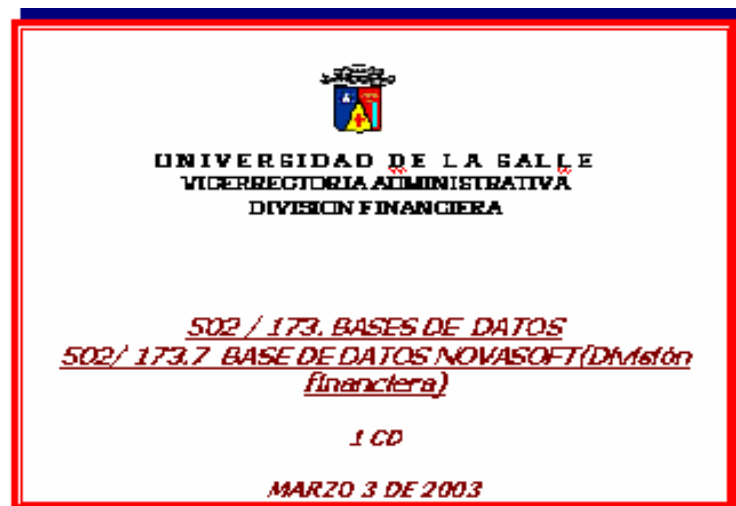 UNIVERSIDAD DE LA SALLE
VICERRECTORIA ADMINISTRATIVA
DIVISION FINANCIERA
502 / 173. BASES DE DATOS
502/ 173.7 BASE DE DATOS NOVASOFT(División
financiera)
1 CD
MARZO 3 DE 2003